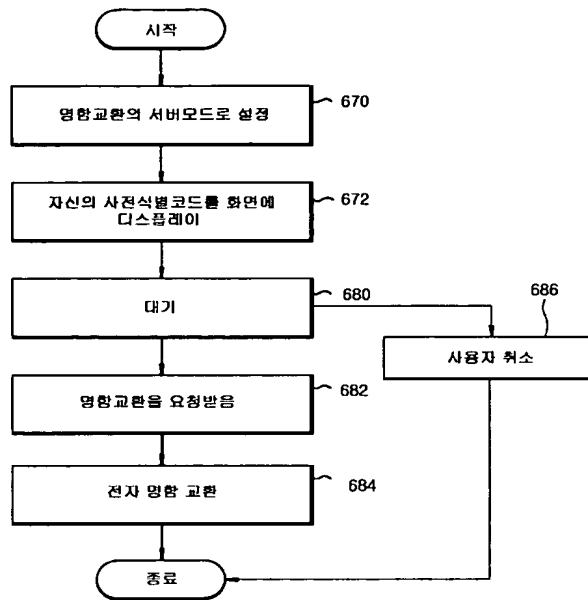 시작
명함교환의 서버모드로 설정
670
자신의 사전식별코드를 화면에
디스플레이
672
대기
680
686
사용자 취소
명함교환을 요청받음
682
전자 명함 교환
684
종료